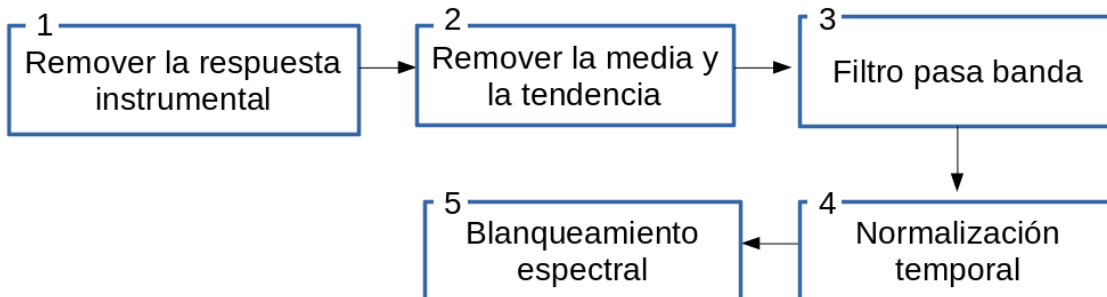 1
Remover la respuesta
instrumental
2
Remover la media y
la tendencia
3
Filtro pasa banda
4
Normalización
temporal
5
Blanqueamiento
espectral